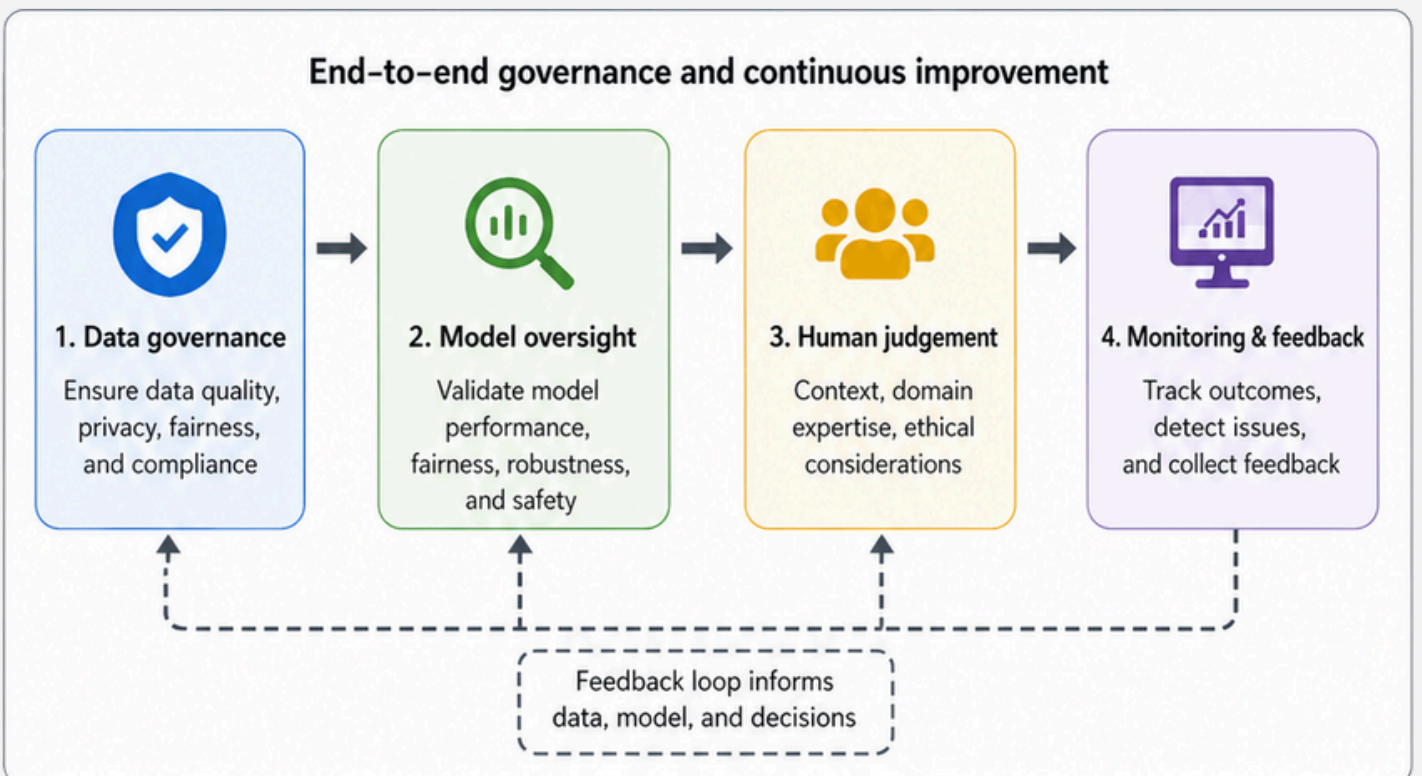 End-to-end governance and continuous improvement
1. Data governance
Ensure data quality,
privacy, fairness,
and compliance
2. Model oversight
Validate model
performance,
fairness, robustness,
and safety
3. Human judgement
Context, domain
expertise, ethical
considerations
4. Monitoring & feedback
Track outcomes,
detect issues,
and collect feedback
Feedback loop informs
data, model, and decisions